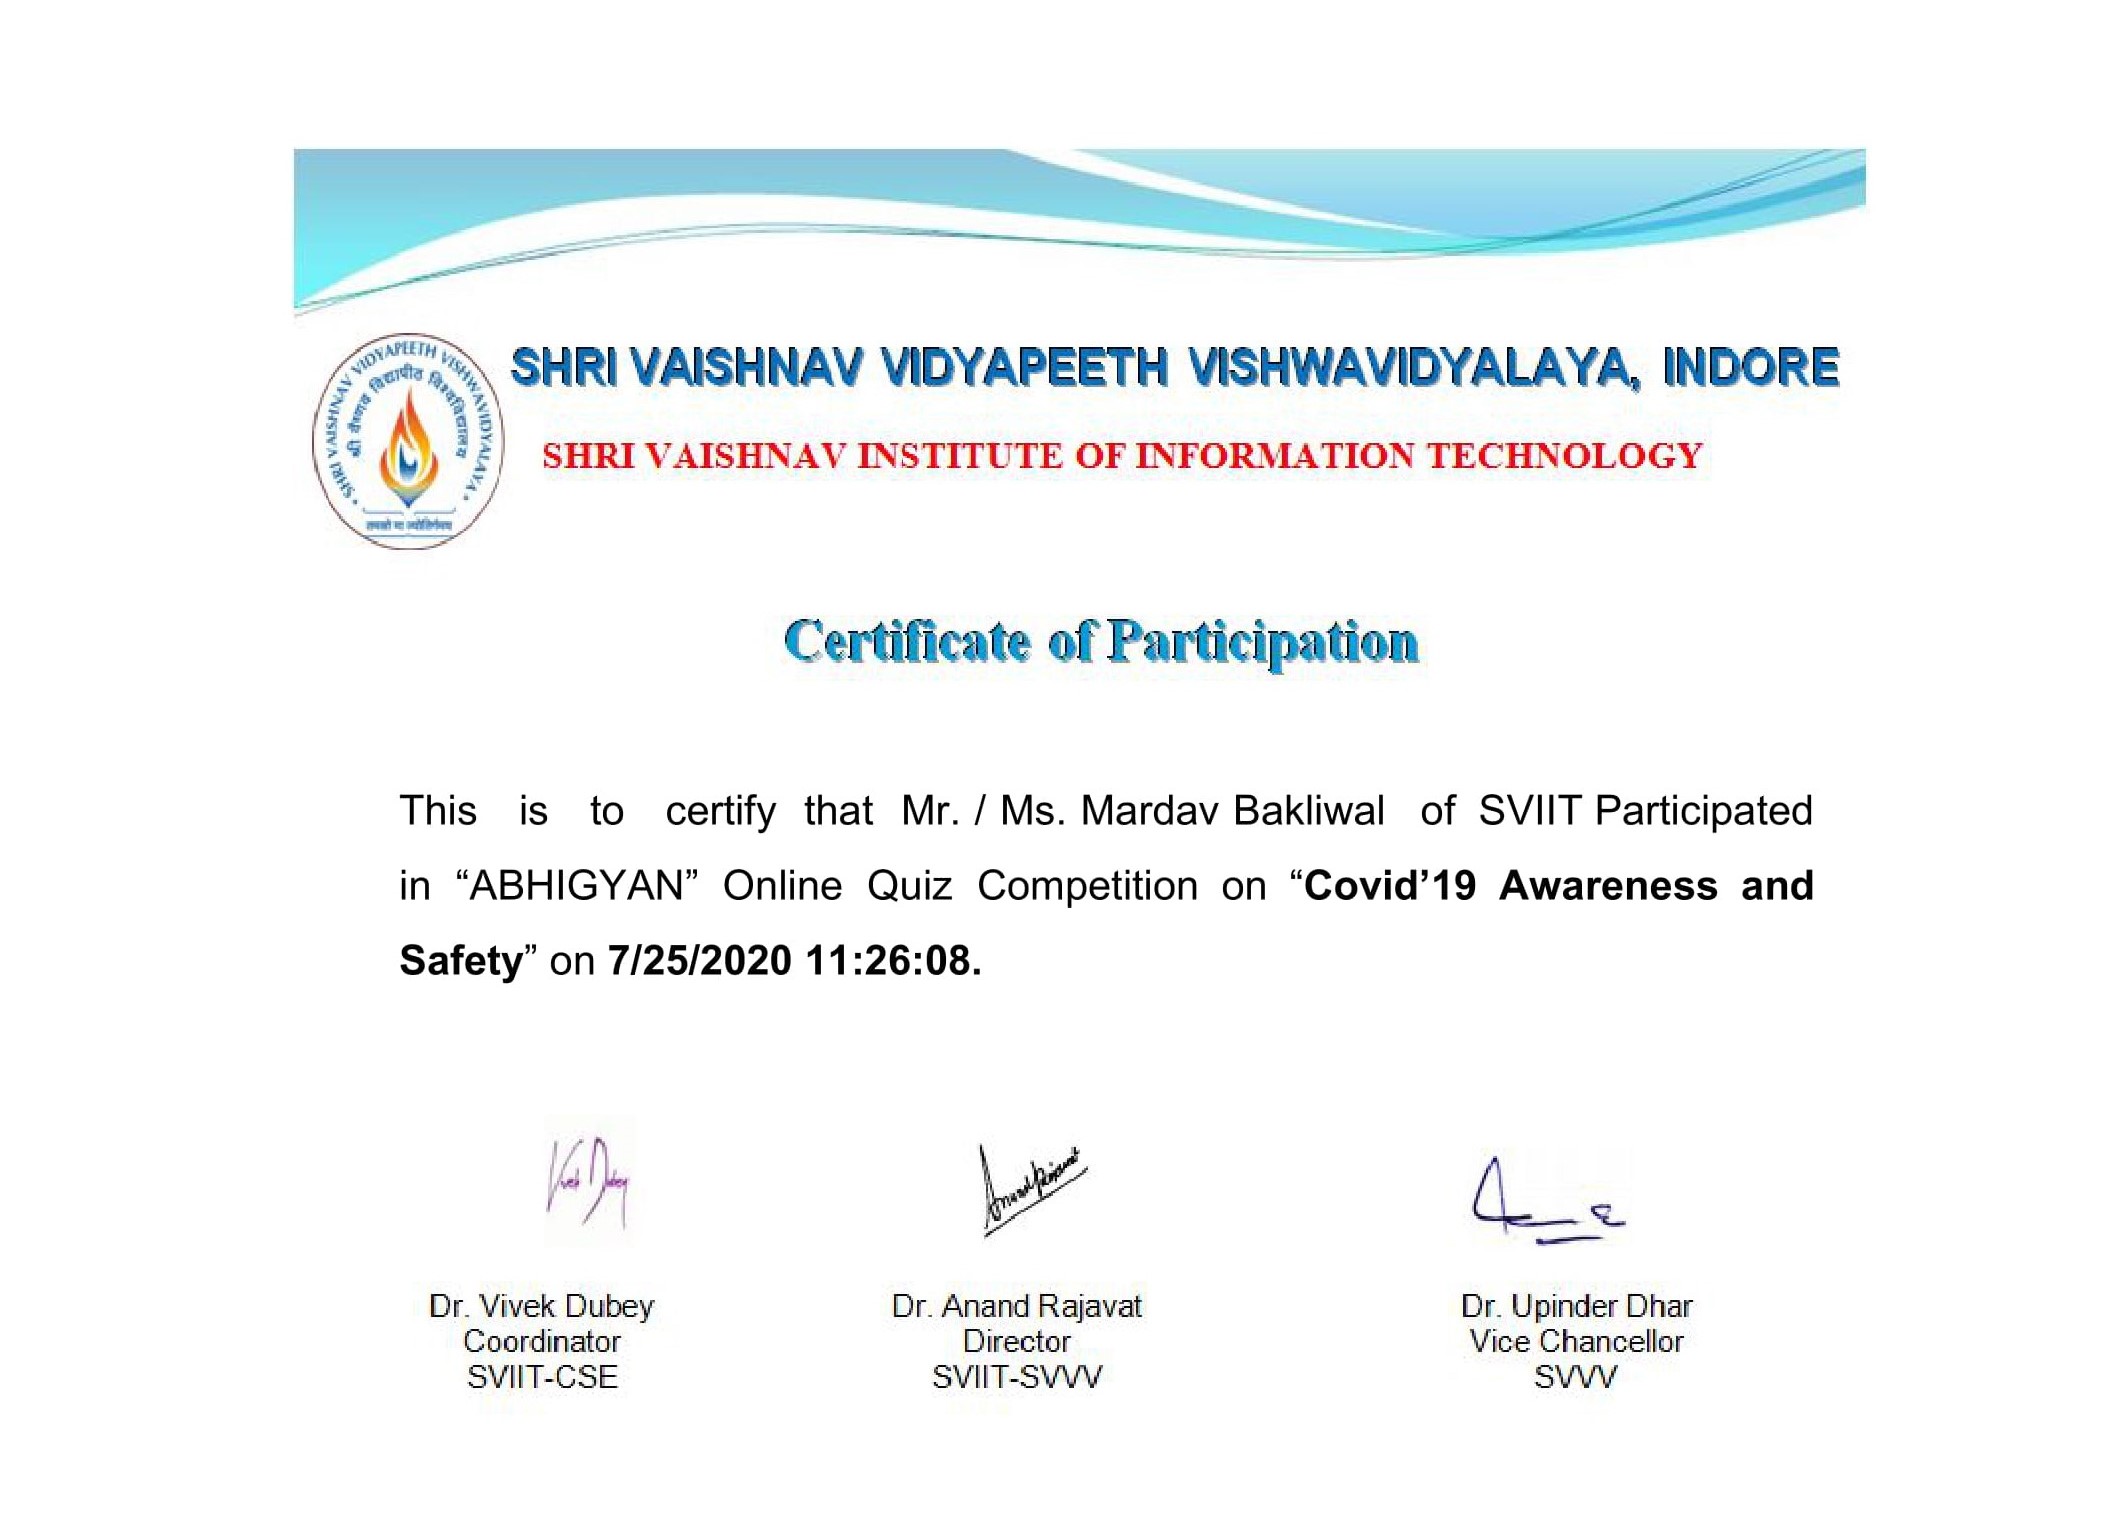 SHRI VAISHNAV VIDYAPEETH VISHWAVIDYALAYA, INDORE
• SHRI VAISHNAV VIDYAPEETH VISHWAVIDYALAYA •
श्री वैष्णव विद्यापीठ विश्वविद्यालय
तमसो मा ज्योतिर्गमय
SHRI VAISHNAV INSTITUTE OF INFORMATION TECHNOLOGY
Certificate of Participation
This is to certify that Mr. / Ms. Mardav Bakliwal of SVIIT Participated
in “ABHIGYAN” Online Quiz Competition on “Covid’19 Awareness and
Safety” on 7/25/2020 11:26:08.
Vivek Dubey
Anand Rajavat
Dr. Vivek Dubey
Coordinator
SVIIT-CSE
Dr. Anand Rajavat
Director
SVIIT-SVVV
Dr. Upinder Dhar
Vice Chancellor
SVVV